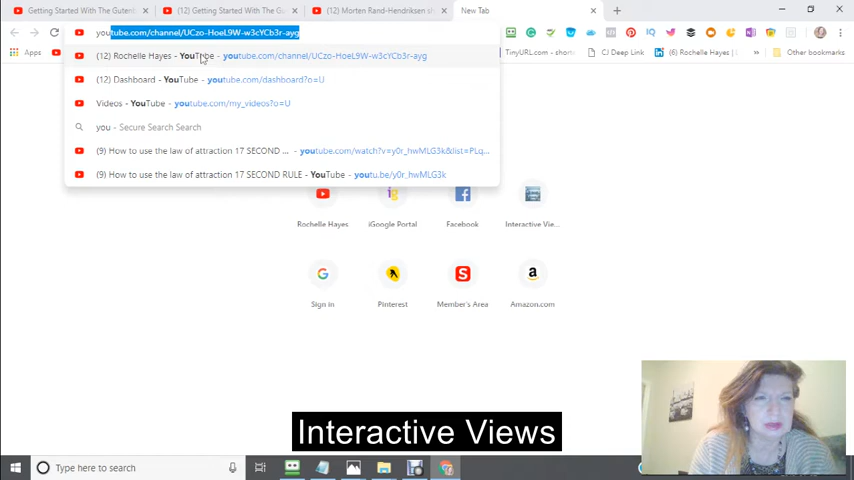 Getting Started With The Guten
(12) Getting Started With The Gu
(12) Morten Rand-Hendriksen sh
New Tab
youtube.com/channel/UCzo-HoeL9W-w3cYCb3r-ayg
(12) Rochelle Hayes - YouTube - youtube.com/channel/UCzo-HoeL9W-w3cYCb3r-ayg
Apps
TinyURL.com
CJ Deep Link
(6) Rochelle Hayes |
Other bookmarks
(12) Dashboard - YouTube - youtube.com/dashboard?o=U
Videos - YouTube - youtube.com/my_videos?o=U
you - Secure Search Search
(9) How to use the law of attraction 17 SECOND ... - youtube.com/watch?v=y0r_hwMLG3k&list=PLq...
(9) How to use the law of attraction 17 SECOND RULE - YouTube - youtu.be/y0r_hwMLG3k
Rochelle Hayes
iGoogle Portal
Facebook
Interactive Vie...
Sign in
Pinterest
Member's Area
Amazon.com
Interactive Views
Type here to search